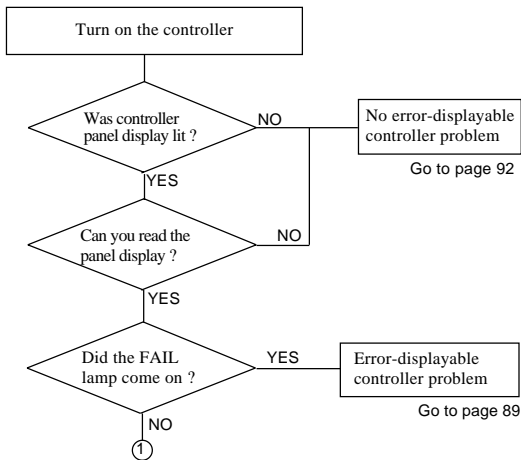 Turn on the controller
Was controller
panel display lit ?
NO
No error-displayable
controller problem
Go to page 92
YES
Can you read the
panel display ?
NO
YES
Did the FAIL
lamp come on ?
YES
Error-displayable
controller problem
Go to page 89
NO
1